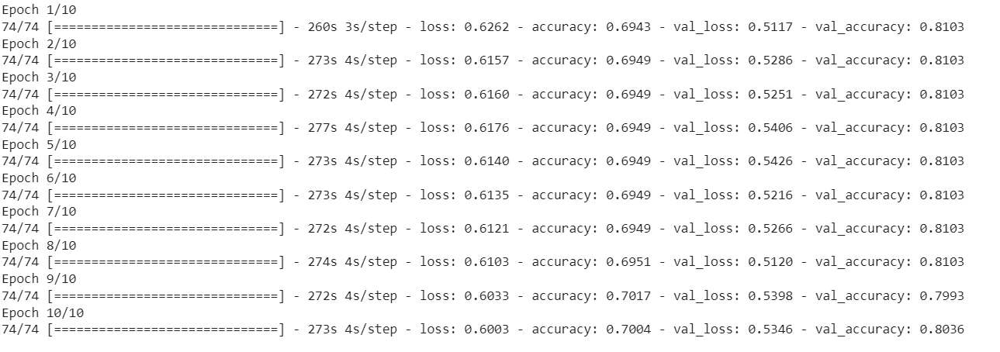 Epoch 1/10
74/74 [==============================] - 260s 3s/step - loss: 0.6262 - accuracy: 0.6943 - val_loss: 0.5117 - val_accuracy: 0.8103
Epoch 2/10
74/74 [==============================] - 273s 4s/step - loss: 0.6157 - accuracy: 0.6949 - val_loss: 0.5286 - val_accuracy: 0.8103
Epoch 3/10
74/74 [==============================] - 272s 4s/step - loss: 0.6160 - accuracy: 0.6949 - val_loss: 0.5251 - val_accuracy: 0.8103
Epoch 4/10
74/74 [==============================] - 277s 4s/step - loss: 0.6176 - accuracy: 0.6949 - val_loss: 0.5406 - val_accuracy: 0.8103
Epoch 5/10
74/74 [==============================] - 273s 4s/step - loss: 0.6140 - accuracy: 0.6949 - val_loss: 0.5426 - val_accuracy: 0.8103
Epoch 6/10
74/74 [==============================] - 273s 4s/step - loss: 0.6135 - accuracy: 0.6949 - val_loss: 0.5216 - val_accuracy: 0.8103
Epoch 7/10
74/74 [==============================] - 272s 4s/step - loss: 0.6121 - accuracy: 0.6949 - val_loss: 0.5266 - val_accuracy: 0.8103
Epoch 8/10
74/74 [==============================] - 274s 4s/step - loss: 0.6103 - accuracy: 0.6951 - val_loss: 0.5120 - val_accuracy: 0.8103
Epoch 9/10
74/74 [==============================] - 272s 4s/step - loss: 0.6033 - accuracy: 0.7017 - val_loss: 0.5398 - val_accuracy: 0.7993
Epoch 10/10
74/74 [==============================] - 273s 4s/step - loss: 0.6003 - accuracy: 0.7004 - val_loss: 0.5346 - val_accuracy: 0.8036